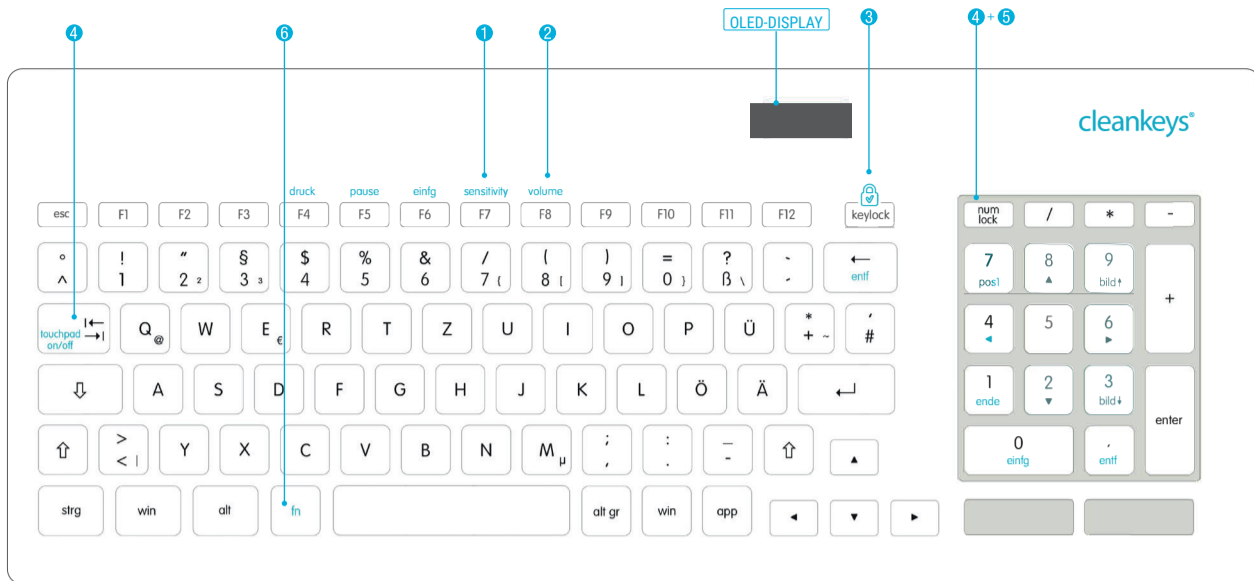 4 6 1 2 OLED-DISPLAY 3 4 + 5
cleankeys®
druck pause einfg sensitivity volume
esc F1 F2 F3 F4 F5 F6 F7 F8 F9 F10 F11 F12 keylock
num lock / * -
° ! " § $ % & / ( ) = ? ` ←
^ 1 2 ² 3 ³ 4 5 6 7 { 8 [ 9 ] 0 } ß \ ´ entf
7 8 9 +
pos1 ▲ bild↑
touchpad on/off |← →| Q @ W E € R T Z U I O P Ü * + ~ ' #
4 5 6
◄ ►
⇩ A S D F G H J K L Ö Ä ↵
1 2 3 enter
ende ▼ bild↓
⇧ > < | Y X C V B N M µ ; , : . _ - ⇧ ▲
0 ,
einfg entf
strg win alt fn alt gr win app ◄ ▼ ►